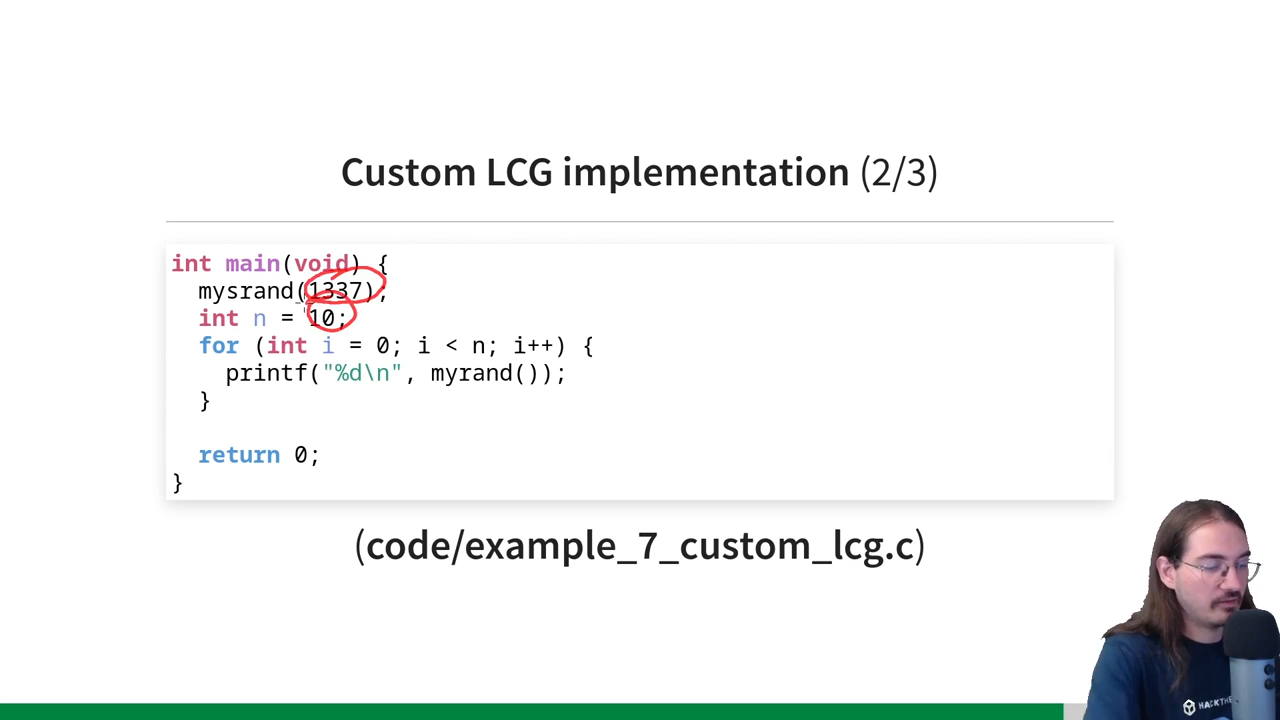 Custom LCG implementation (2/3)
int main(void) {
  mysrand(1337);
  int n = 10;
  for (int i = 0; i < n; i++) {
    printf("%d\n", myrand());
  }
  return 0;
}
(code/example_7_custom_lcg.c)
HACKTHE